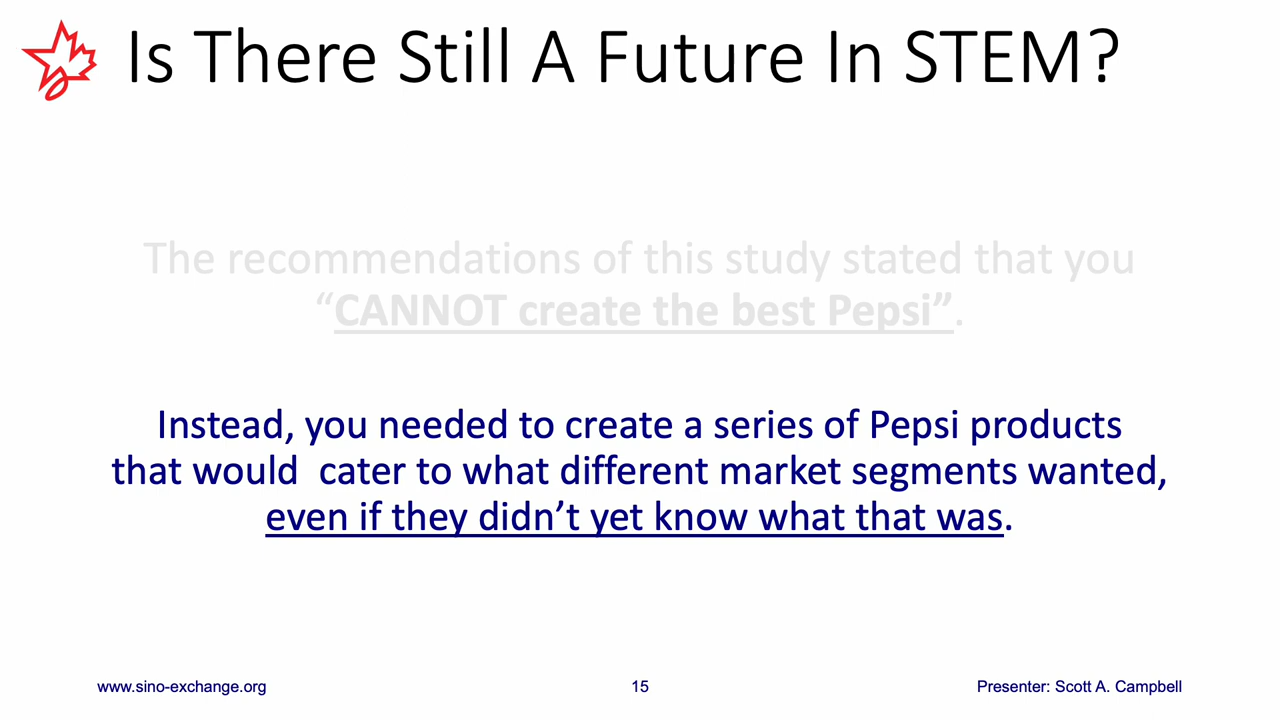 Is There Still A Future In STEM?
The recommendations of this study stated that you
“CANNOT create the best Pepsi”.
Instead, you needed to create a series of Pepsi products
that would  cater to what different market segments wanted,
even if they didn’t yet know what that was.
www.sino-exchange.org
15
Presenter: Scott A. Campbell